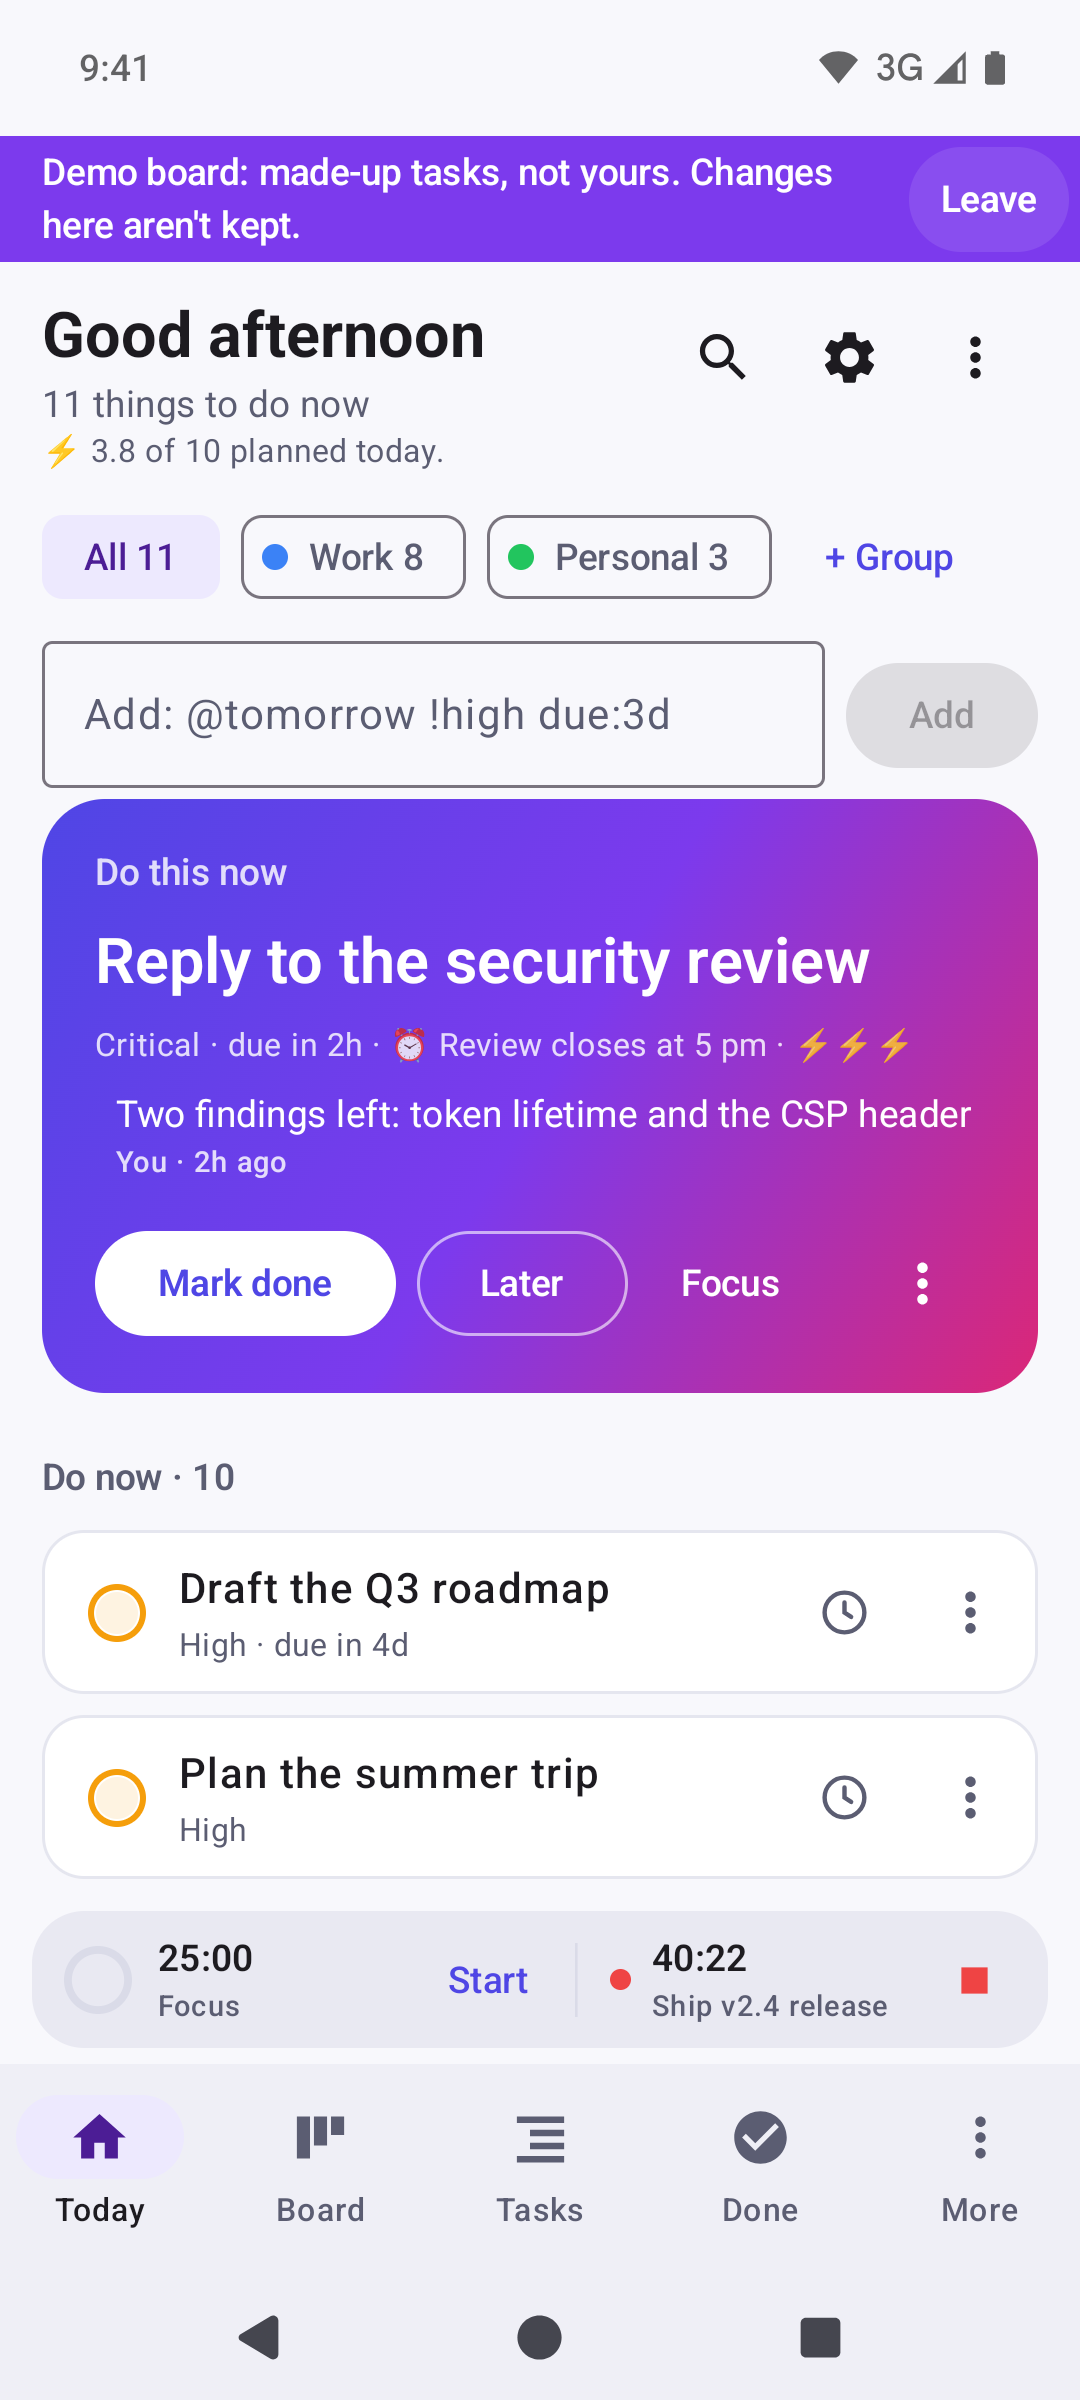 9:41
3G
Demo board: made-up tasks, not yours. Changes
here aren't kept.
Leave
Good afternoon
11 things to do now
⚡ 3.8 of 10 planned today.
All 11
Work 8
Personal 3
+ Group
Add: @tomorrow !high due:3d
Add
Do this now
Reply to the security review
Critical · due in 2h · ⏰ Review closes at 5 pm · ⚡⚡⚡
Two findings left: token lifetime and the CSP header
You · 2h ago
Mark done
Later
Focus
Do now · 10
Draft the Q3 roadmap
High · due in 4d
Plan the summer trip
High
25:00
Focus
Start
40:22
Ship v2.4 release
Today
Board
Tasks
Done
More